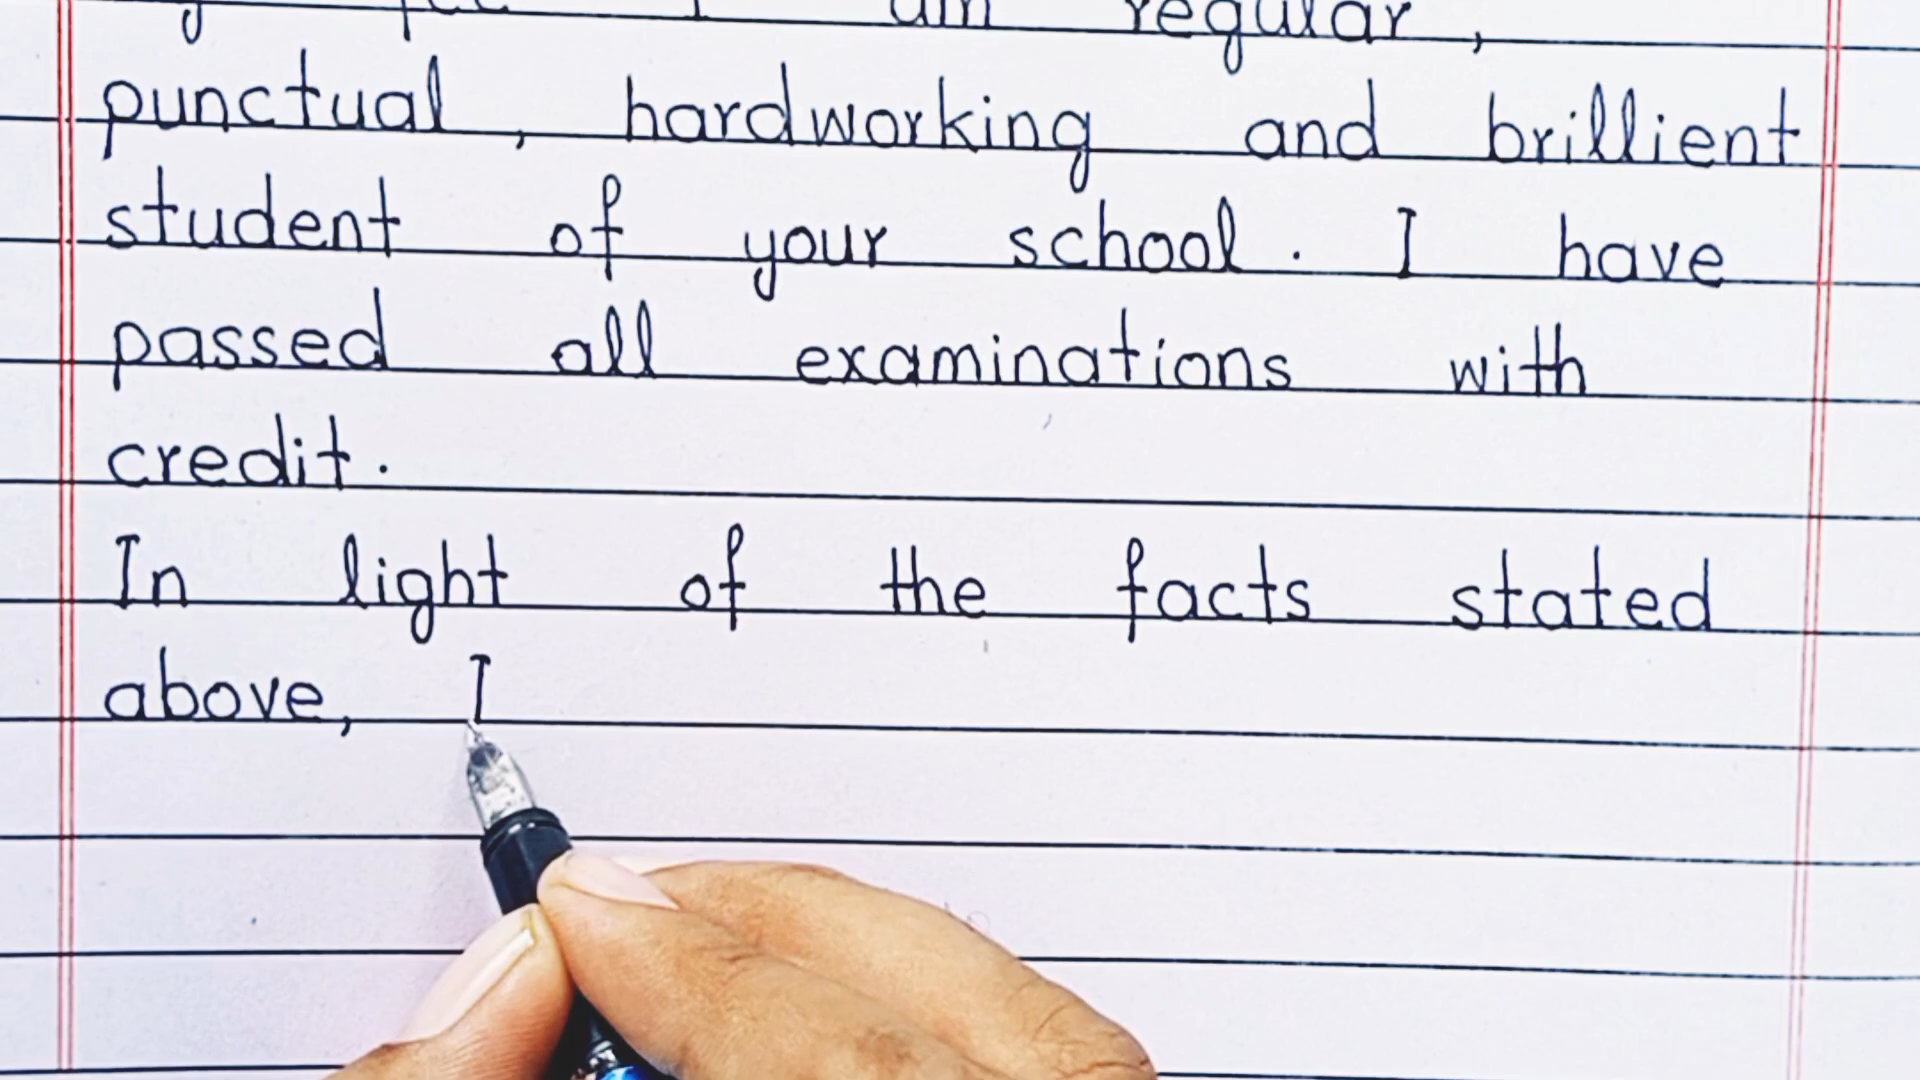 I am regular,
punctual, hardworking and brillient
student of your school. I have
passed all examinations with
credit.
In light of the facts stated
above, I